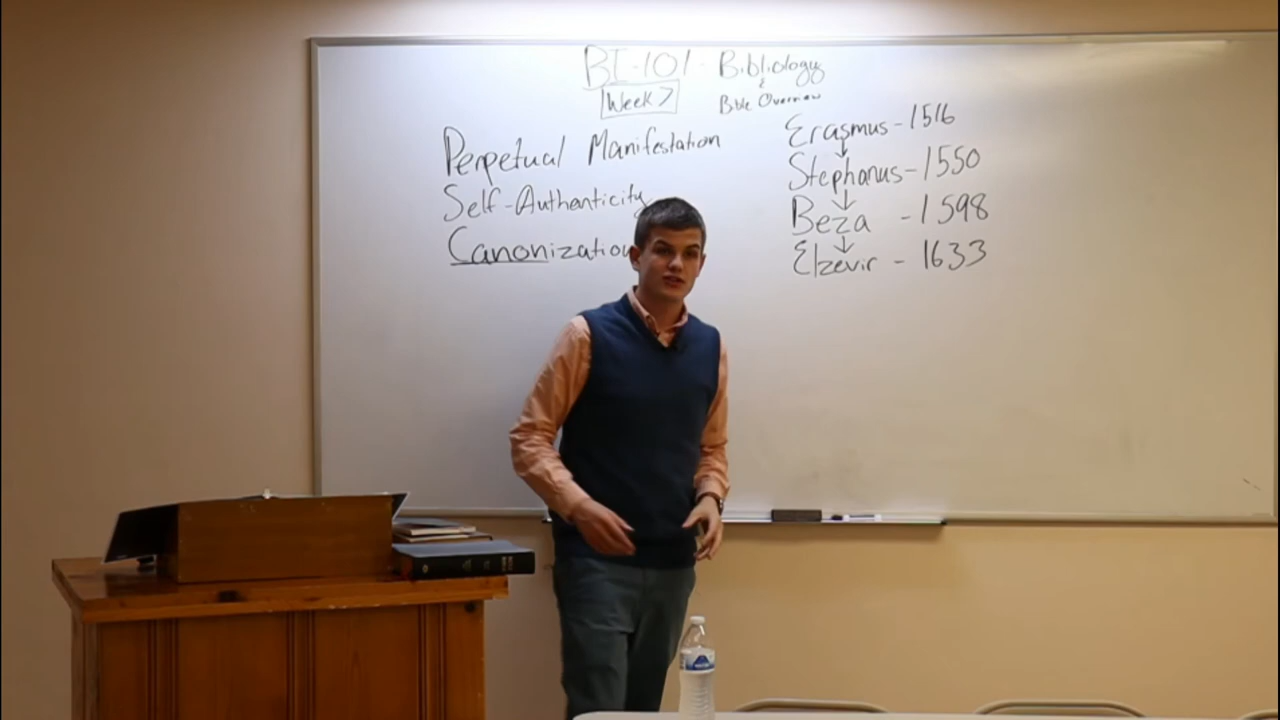 BI-101 - Bibliology
Week 7
&
Bible Overview
Perpetual Manifestation
Self-Authenticity
Canonization
Erasmus-1516
↓
Stephanus-1550
↓
Beza - 1598
↓
Elzevir - 1633